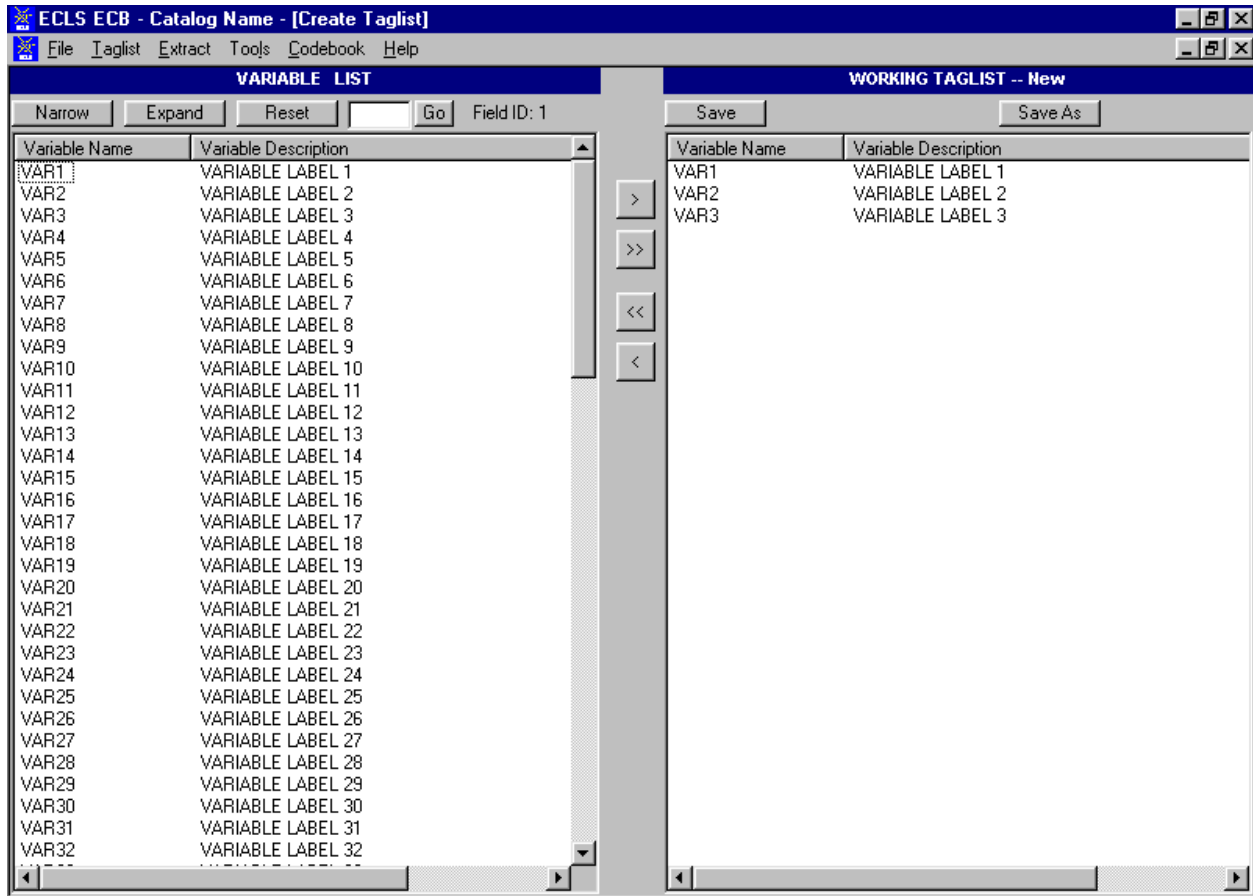 ECLS ECB - Catalog Name - [Create Taglist]
File Taglist Extract Tools Codebook Help
VARIABLE LIST
Narrow Expand Reset Go Field ID: 1
Variable Name Variable Description
VAR1 VARIABLE LABEL 1
VAR2 VARIABLE LABEL 2
VAR3 VARIABLE LABEL 3
VAR4 VARIABLE LABEL 4
VAR5 VARIABLE LABEL 5
VAR6 VARIABLE LABEL 6
VAR7 VARIABLE LABEL 7
VAR8 VARIABLE LABEL 8
VAR9 VARIABLE LABEL 9
VAR10 VARIABLE LABEL 10
VAR11 VARIABLE LABEL 11
VAR12 VARIABLE LABEL 12
VAR13 VARIABLE LABEL 13
VAR14 VARIABLE LABEL 14
VAR15 VARIABLE LABEL 15
VAR16 VARIABLE LABEL 16
VAR17 VARIABLE LABEL 17
VAR18 VARIABLE LABEL 18
VAR19 VARIABLE LABEL 19
VAR20 VARIABLE LABEL 20
VAR21 VARIABLE LABEL 21
VAR22 VARIABLE LABEL 22
VAR23 VARIABLE LABEL 23
VAR24 VARIABLE LABEL 24
VAR25 VARIABLE LABEL 25
VAR26 VARIABLE LABEL 26
VAR27 VARIABLE LABEL 27
VAR28 VARIABLE LABEL 28
VAR29 VARIABLE LABEL 29
VAR30 VARIABLE LABEL 30
VAR31 VARIABLE LABEL 31
VAR32 VARIABLE LABEL 32
>
>>
<<
<
WORKING TAGLIST -- New
Save Save As
Variable Name Variable Description
VAR1 VARIABLE LABEL 1
VAR2 VARIABLE LABEL 2
VAR3 VARIABLE LABEL 3